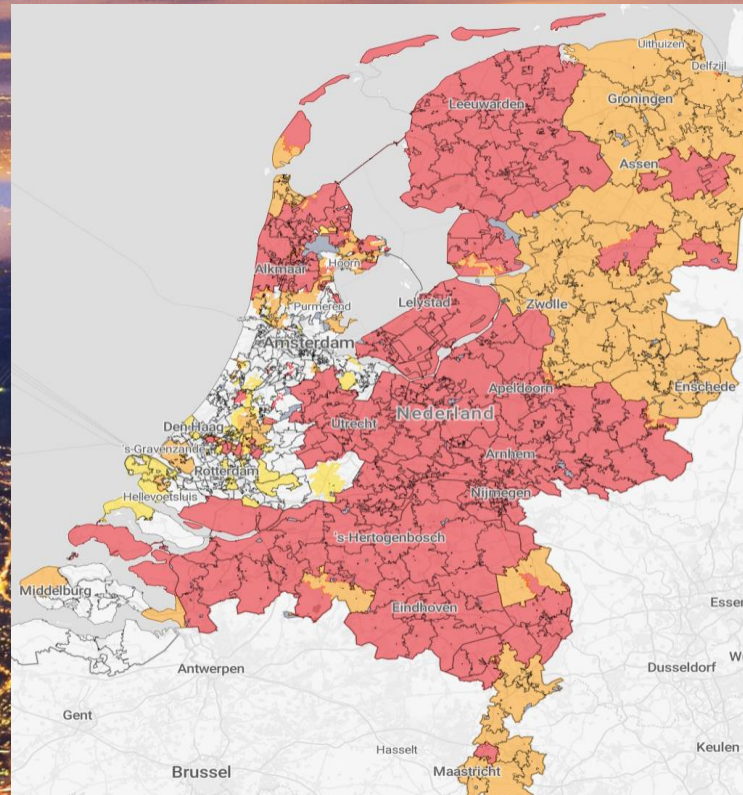 Uithuizen
Delfzijl
Groningen
Leeuwarden
Assen
Hoorn
Alkmaar
Purmerend
Lelystad
Zwolle
Amsterdam
Enschede
Apeldoorn
Nederland
Utrecht
Den Haag
's-Gravenzande
Arnhem
Rotterdam
Nijmegen
Hellevoetsluis
's-Hertogenbosch
Middelburg
Eindhoven
Essen
Antwerpen
Dusseldorf
Gent
Hasselt
Keulen
Brussel
Maastricht